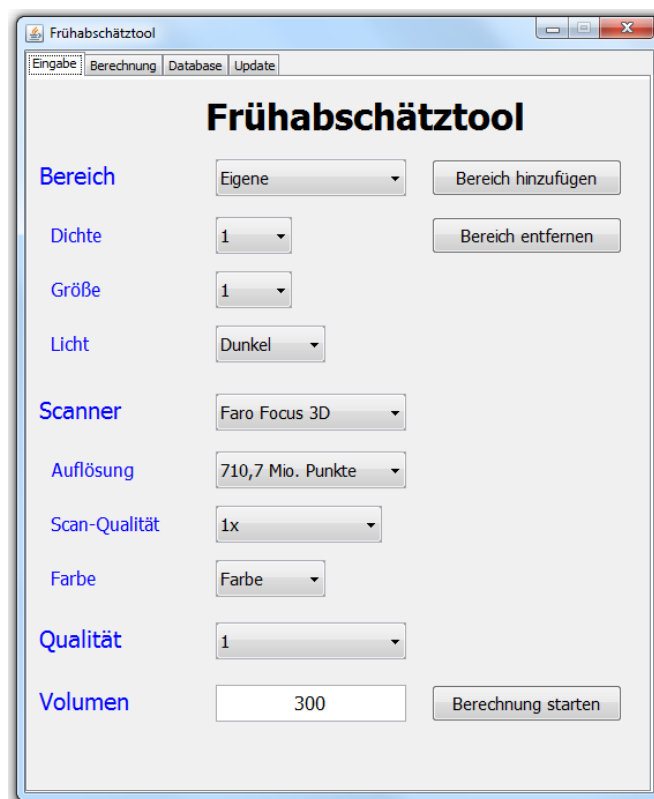 Frühabschätztool
Eingabe Berechnung Database Update
Frühabschätztool
Bereich Eigene Bereich hinzufügen
Dichte 1 Bereich entfernen
Größe 1
Licht Dunkel
Scanner Faro Focus 3D
Auflösung 710,7 Mio. Punkte
Scan-Qualität 1x
Farbe Farbe
Qualität 1
Volumen 300 Berechnung starten